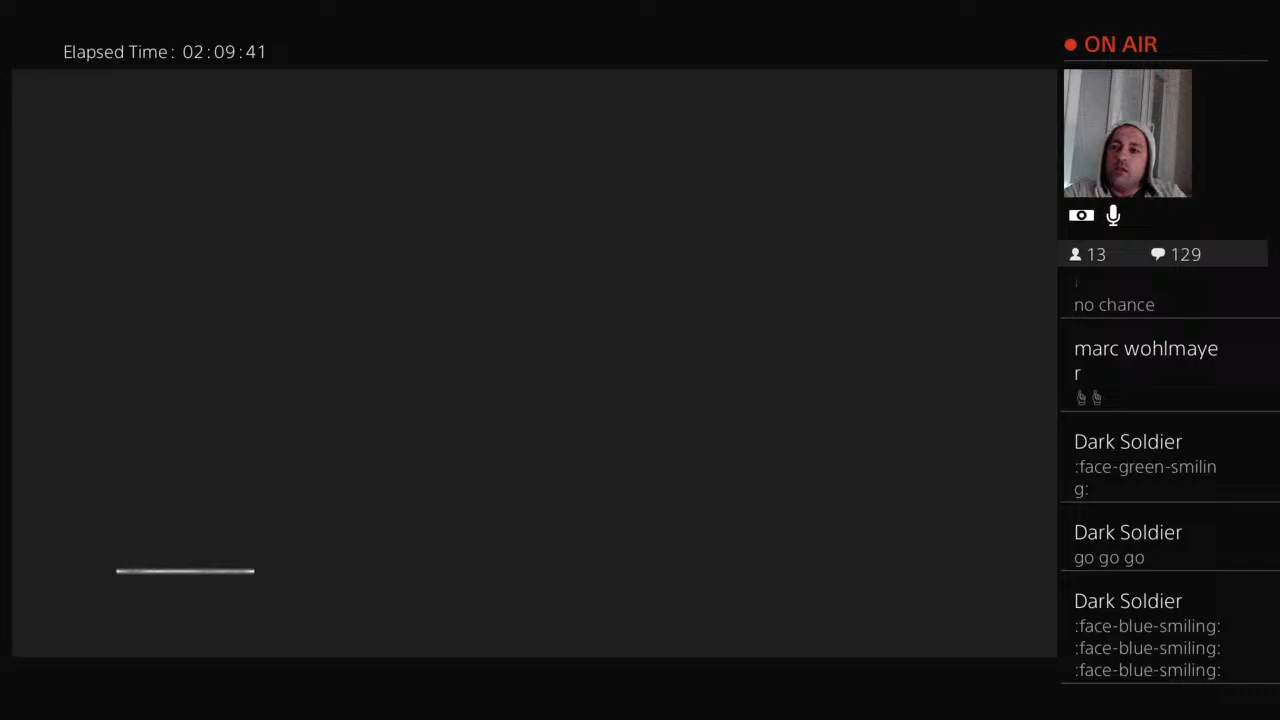 Elapsed Time: 02:09:41
ON AIR
13 129
no chance
marc wohlmaye
r
Dark Soldier
:face-green-smilin
g:
Dark Soldier
go go go
Dark Soldier
:face-blue-smiling:
:face-blue-smiling:
:face-blue-smiling: